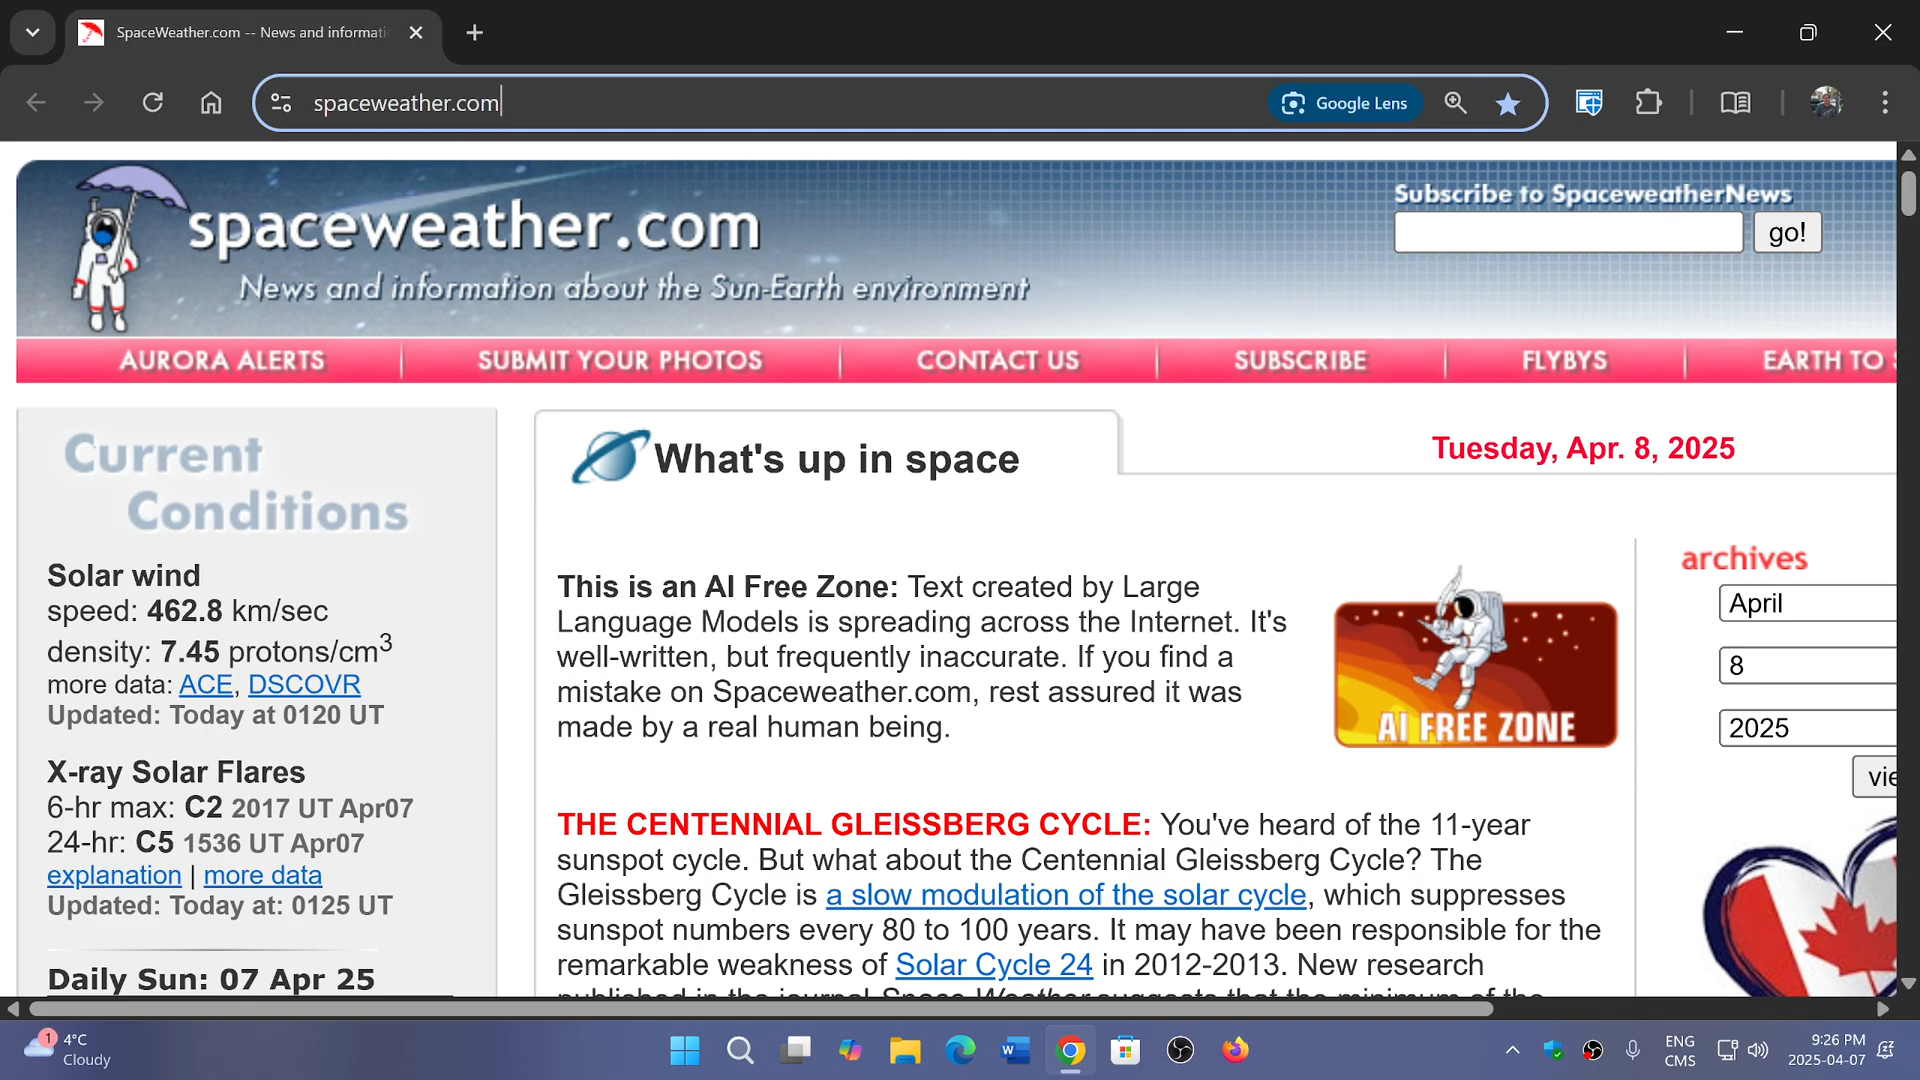 SpaceWeather.com -- News and informati
spaceweather.com
Google Lens
spaceweather.com
News and information about the Sun-Earth environment
Subscribe to SpaceweatherNews
go!
AURORA ALERTS
SUBMIT YOUR PHOTOS
CONTACT US
SUBSCRIBE
FLYBYS
EARTH TO
Current
Conditions
Solar wind
speed: 462.8 km/sec
density: 7.45 protons/cm3
more data: ACE, DSCOVR
Updated: Today at 0120 UT
X-ray Solar Flares
6-hr max: C2 2017 UT Apr07
24-hr: C5 1536 UT Apr07
explanation | more data
Updated: Today at: 0125 UT
Daily Sun: 07 Apr 25
What's up in space
Tuesday, Apr. 8, 2025
This is an AI Free Zone: Text created by Large
Language Models is spreading across the Internet. It's
well-written, but frequently inaccurate. If you find a
mistake on Spaceweather.com, rest assured it was
made by a real human being.
AI FREE ZONE
THE CENTENNIAL GLEISSBERG CYCLE: You've heard of the 11-year
sunspot cycle. But what about the Centennial Gleissberg Cycle? The
Gleissberg Cycle is a slow modulation of the solar cycle, which suppresses
sunspot numbers every 80 to 100 years. It may have been responsible for the
remarkable weakness of Solar Cycle 24 in 2012-2013. New research
published in the journal Space Weather suggests that the minimum of the
archives
April
8
2025
vie
1
4°C
Cloudy
ENG
CMS
9:26 PM
2025-04-07